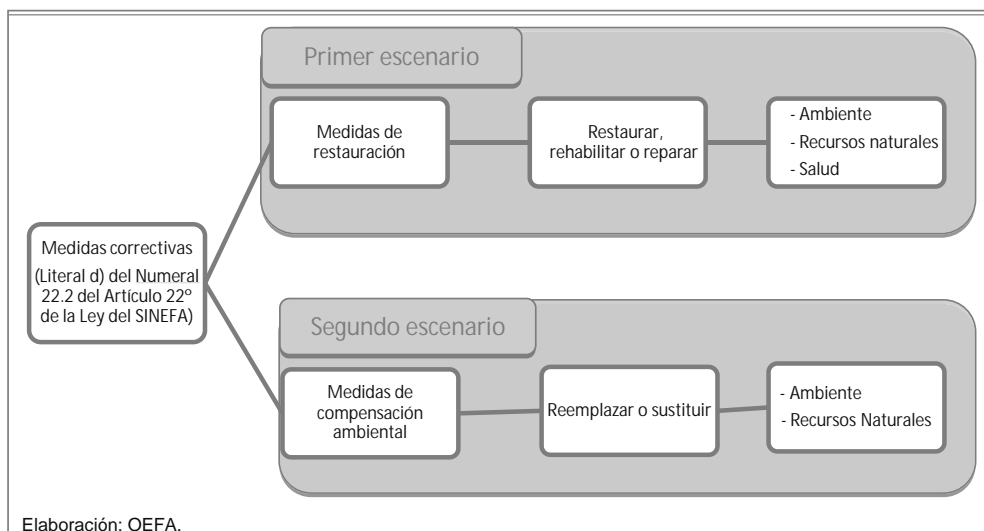 Primer escenario
Medidas de
restauración
Restaurar,
rehabilitar o reparar
- Ambiente
- Recursos naturales
- Salud
Medidas correctivas
(Literal d) del Numeral
22.2 del Artículo 22º
de la Ley del SINEFA)
Segundo escenario
Medidas de
compensación
ambiental
Reemplazar o sustituir
- Ambiente
- Recursos Naturales
Elaboración: OEFA.